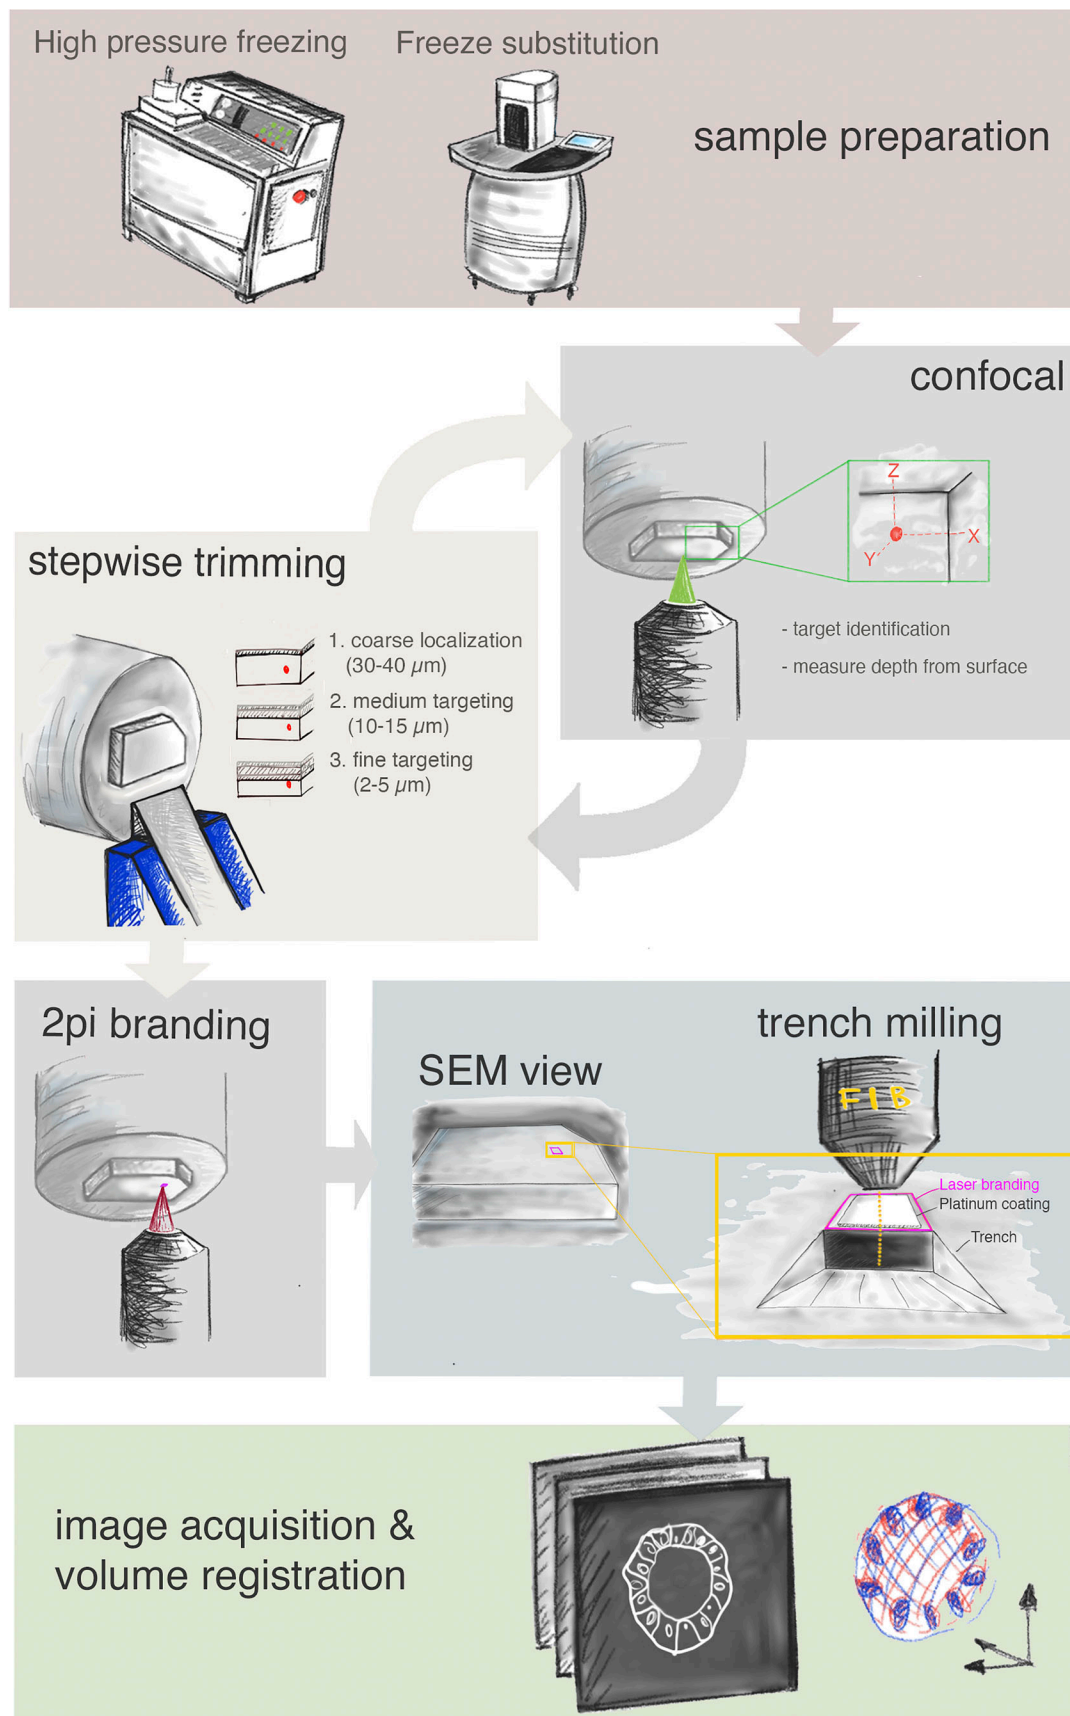 High pressure freezing
Freeze substitution
sample preparation
confocal
Z
X
Y
- target identification
- measure depth from surface
stepwise trimming
1. coarse localization
(30-40 µm)
2. medium targeting
(10-15 µm)
3. fine targeting
(2-5 µm)
2pi branding
SEM view
trench milling
FIB
Laser branding
Platinum coating
Trench
image acquisition &
volume registration